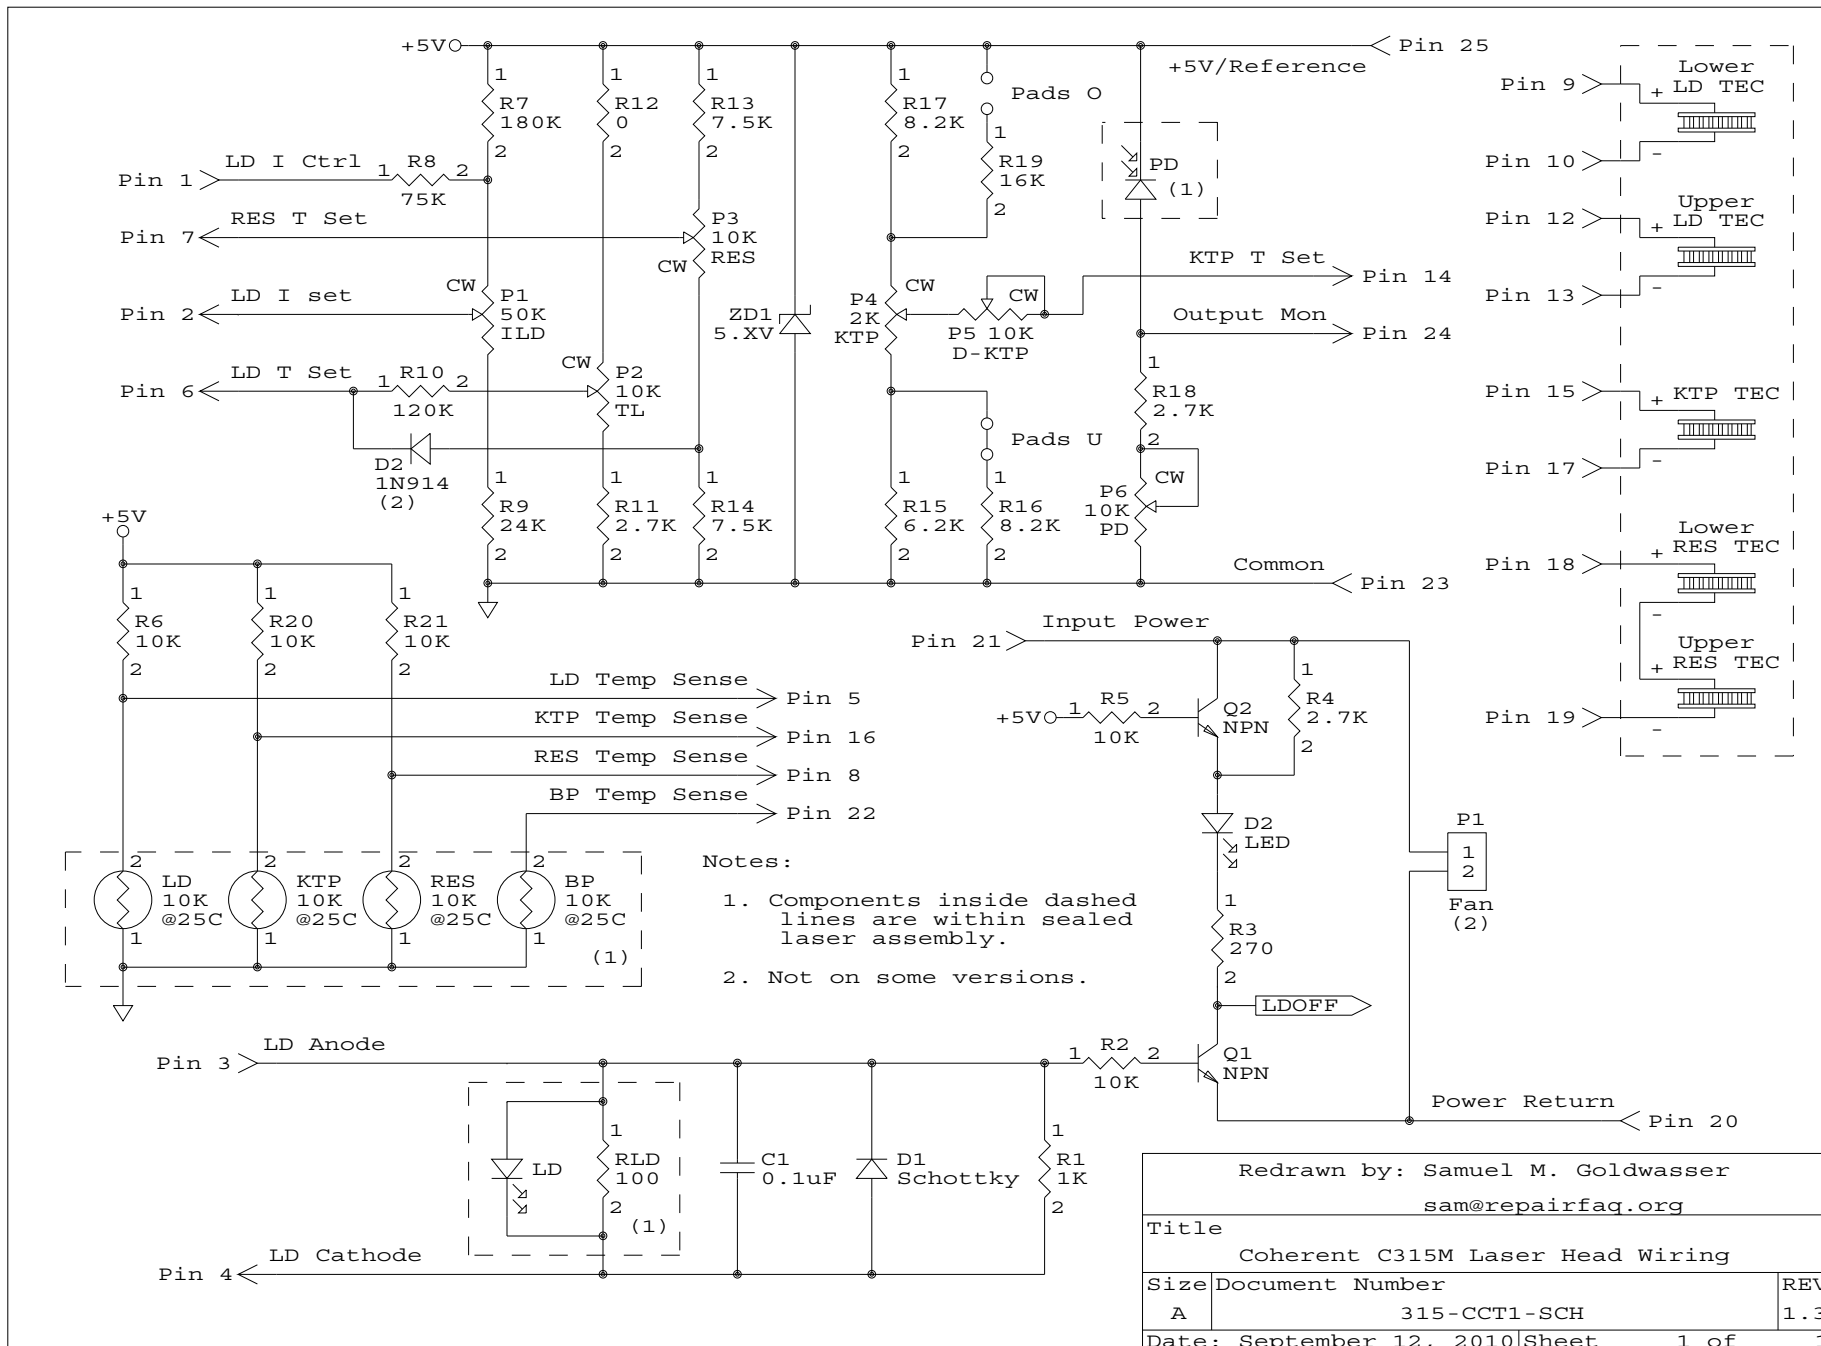 +5V
Pin 25
+5V/Reference
1
R7
180K
2
1
R12
0
2
1
R13
7.5K
2
1
R17
8.2K
2
Pads O
1
R19
16K
2
PD
(1)
Pin 1
LD I Ctrl
1 R8 2
75K
Pin 7
RES T Set
P3
10K
RES
CW
Pin 2
LD I set
CW
P1
50K
ILD
ZD1
5.XV
P4
2K
KTP
CW
CW
P5 10K
D-KTP
KTP T Set
Pin 14
Output Mon
Pin 24
Pin 6
LD T Set
1 R10 2
120K
CW
P2
10K
TL
D2
1N914
(2)
Pads U
1
R18
2.7K
2
CW
P6
10K
PD
1
R9
24K
2
1
R11
2.7K
2
1
R14
7.5K
2
1
R15
6.2K
2
1
R16
8.2K
2
Common
Pin 23
Pin 9
+
Lower
LD TEC
Pin 10
-
Pin 12
+
Upper
LD TEC
Pin 13
-
Pin 15
+ KTP TEC
Pin 17
-
Pin 18
+
Lower
RES TEC
-
Upper
+ RES TEC
Pin 19
-
+5V
1
R6
10K
2
1
R20
10K
2
1
R21
10K
2
LD Temp Sense
Pin 5
KTP Temp Sense
Pin 16
RES Temp Sense
Pin 8
BP Temp Sense
Pin 22
2
LD
10K
@25C
1
2
KTP
10K
@25C
1
2
RES
10K
@25C
1
2
BP
10K
@25C
1
(1)
Notes:
1. Components inside dashed
lines are within sealed
laser assembly.
2. Not on some versions.
Pin 21
Input Power
+5V
1 R5 2
10K
Q2
NPN
1
R4
2.7K
2
D2
LED
1
R3
270
2
LDOFF
P1
1
2
Fan
(2)
Pin 3
LD Anode
1 R2 2
10K
Q1
NPN
Power Return
Pin 20
LD
1
RLD
100
2
(1)
C1
0.1uF
D1
Schottky
1
R1
1K
2
Pin 4
LD Cathode
Redrawn by: Samuel M. Goldwasser
sam@repairfaq.org
Title
Coherent C315M Laser Head Wiring
Size Document Number REV
A 315-CCT1-SCH 1.3
Date: September 12, 2010 Sheet 1 of